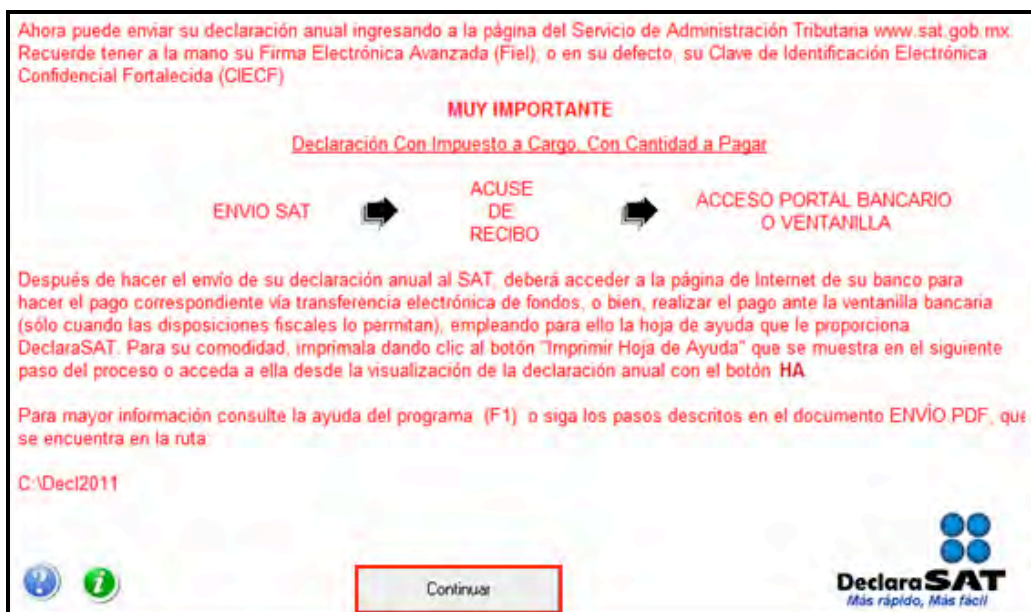 Ahora puede enviar su declaración anual ingresando a la página del Servicio de Administración Tributaria www.sat.gob.mx.
Recuerde tener a la mano su Firma Electrónica Avanzada (Fiel), o en su defecto, su Clave de Identificación Electrónica
Confidencial Fortalecida (CIECF)
MUY IMPORTANTE
Declaración Con Impuesto a Cargo, Con Cantidad a Pagar
ENVIO SAT
ACUSE
DE
RECIBO
ACCESO PORTAL BANCARIO
O VENTANILLA
Después de hacer el envío de su declaración anual al SAT, deberá acceder a la página de Internet de su banco para
hacer el pago correspondiente vía transferencia electrónica de fondos, o bien, realizar el pago ante la ventanilla bancaria
(sólo cuando las disposiciones fiscales lo permitan), empleando para ello la hoja de ayuda que le proporciona
DeclaraSAT. Para su comodidad, imprímala dando clic al botón "Imprimir Hoja de Ayuda" que se muestra en el siguiente
paso del proceso o acceda a ella desde la visualización de la declaración anual con el botón HA
Para mayor información consulte la ayuda del programa (F1) o siga los pasos descritos en el documento ENVÌO PDF, que
se encuentra en la ruta:
C:\Decl2011
Continuar
DeclaraSAT
Más rápido, Más fácil